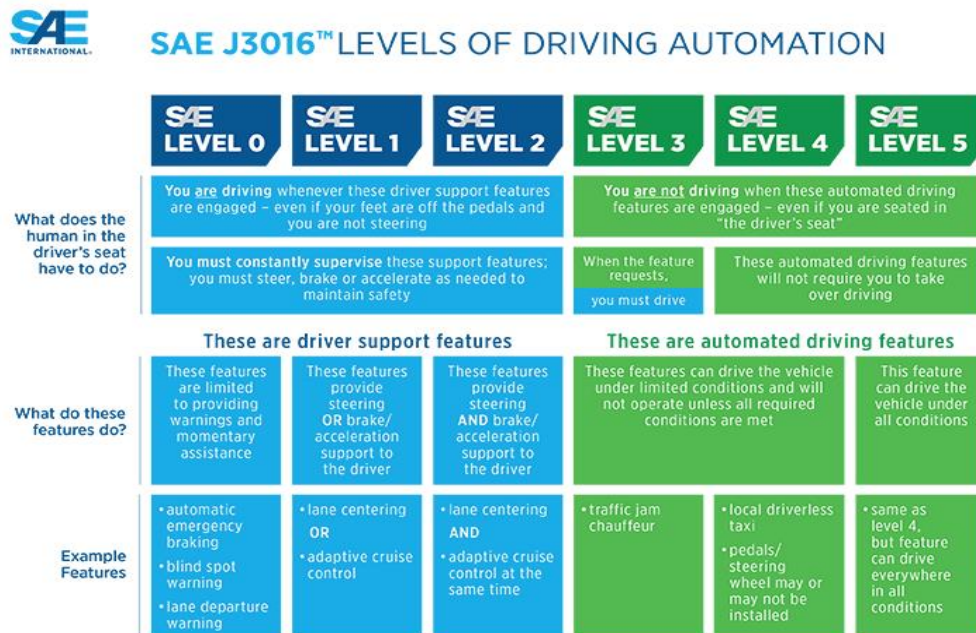 SAE
INTERNATIONAL®
SAE J3016™ LEVELS OF DRIVING AUTOMATION
SAE
LEVEL 0
SAE
LEVEL 1
SAE
LEVEL 2
SAE
LEVEL 3
SAE
LEVEL 4
SAE
LEVEL 5
What does the
human in the
driver's seat
have to do?
You are driving whenever these driver support features
are engaged – even if your feet are off the pedals and
you are not steering
You are not driving when these automated driving
features are engaged – even if you are seated in
"the driver's seat"
You must constantly supervise these support features;
you must steer, brake or accelerate as needed to
maintain safety
When the feature
requests,
you must drive
These automated driving features
will not require you to take
over driving
These are driver support features
These are automated driving features
What do these
features do?
These features
are limited
to providing
warnings and
momentary
assistance
These features
provide
steering
OR brake/
acceleration
support to
the driver
These features
provide
steering
AND brake/
acceleration
support to
the driver
These features can drive the vehicle
under limited conditions and will
not operate unless all required
conditions are met
This feature
can drive the
vehicle under
all conditions
Example
Features
• automatic
emergency
braking
• blind spot
warning
• lane departure
warning
• lane centering
OR
• adaptive cruise
control
• lane centering
AND
• adaptive cruise
control at the
same time
• traffic jam
chauffeur
• local driverless
taxi
• pedals/
steering
wheel may or
may not be
installed
• same as
level 4,
but feature
can drive
everywhere
in all
conditions